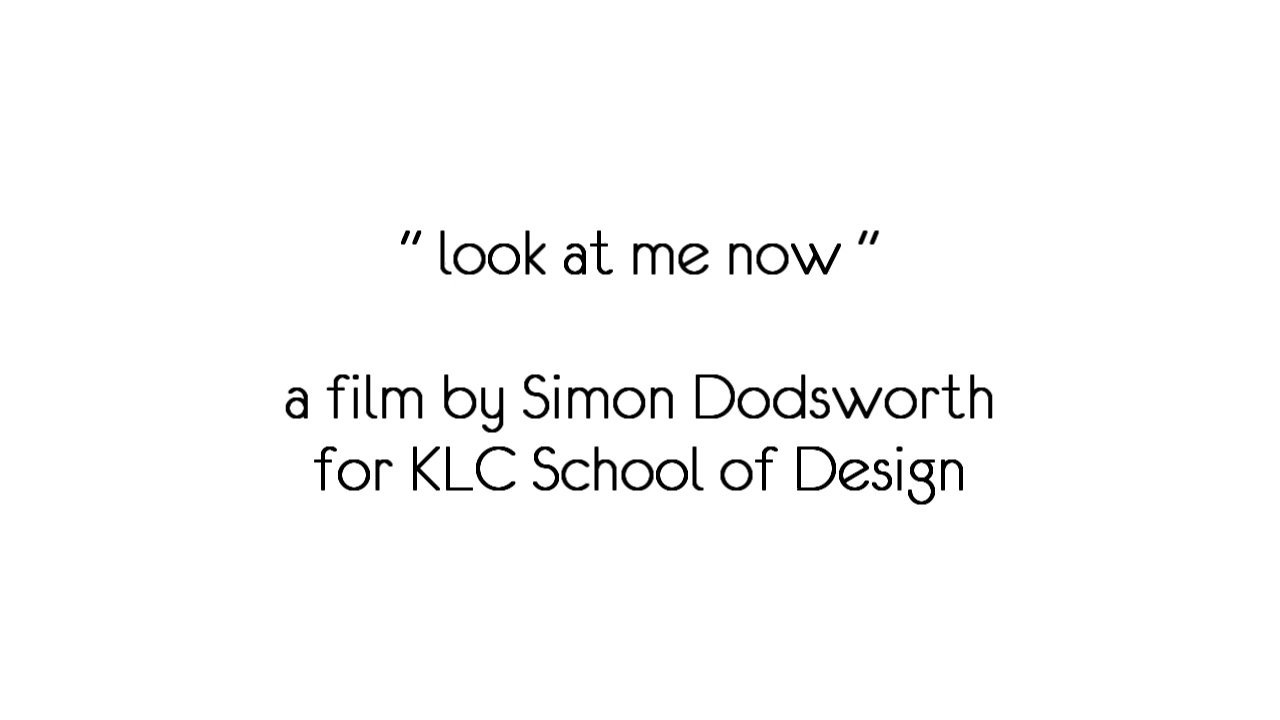 " look at me now "
a film by Simon Dodsworth
for KLC School of Design